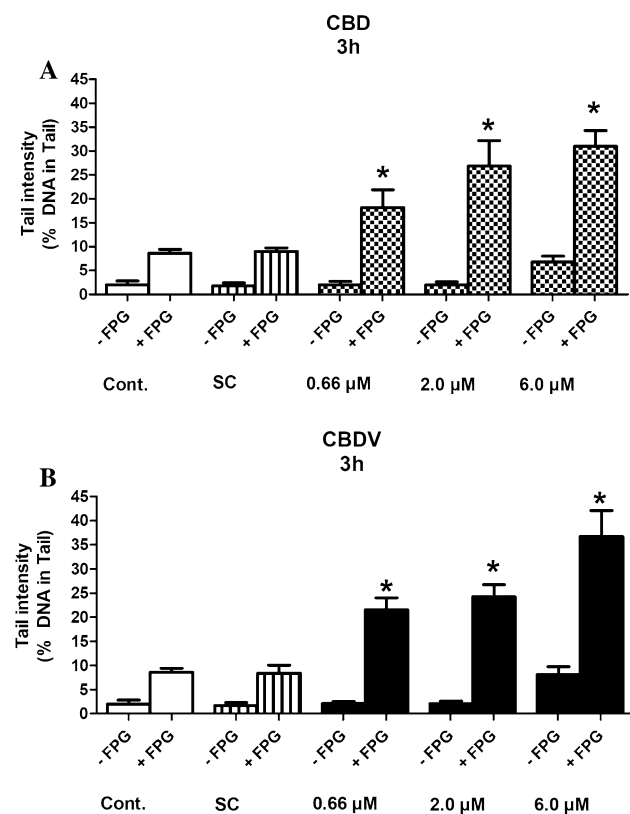 CBD
3h
A
Tail intensity
(% DNA in Tail)
45
40
35
30
25
20
15
10
5
0
*
*
*
- FPG
+ FPG
- FPG
+ FPG
- FPG
+ FPG
- FPG
+ FPG
- FPG
+ FPG
Cont. SC 0.66 µM 2.0 µM 6.0 µM
CBDV
3h
B
Tail intensity
(% DNA in Tail)
45
40
35
30
25
20
15
10
5
0
*
*
*
- FPG
+ FPG
- FPG
+ FPG
- FPG
+ FPG
- FPG
+ FPG
- FPG
+ FPG
Cont. SC 0.66 µM 2.0 µM 6.0 µM